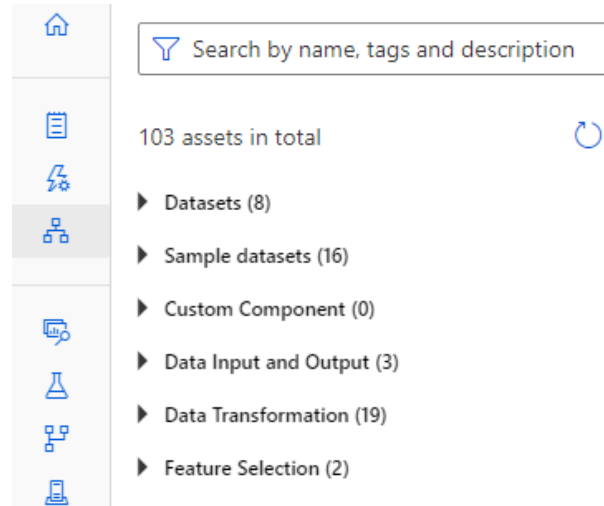 Search by name, tags and description
103 assets in total
Datasets (8)
Sample datasets (16)
Custom Component (0)
Data Input and Output (3)
Data Transformation (19)
Feature Selection (2)